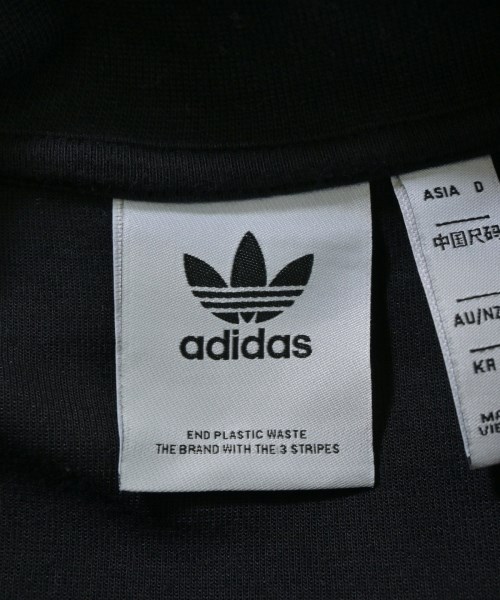 adidas
END PLASTIC WASTE
THE BRAND WITH THE 3 STRIPES
ASIA D
中国尺码
AU/NZ
KR